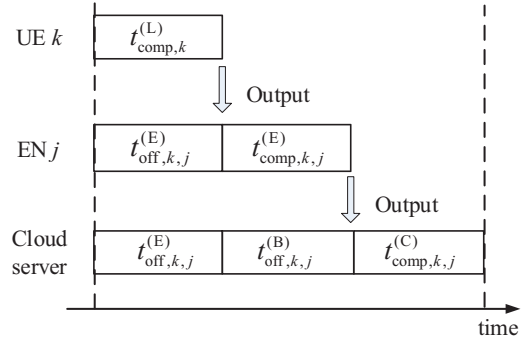 UE k t_{comp,k}^{(L)}
Output
EN j t_{off,k,j}^{(E)} t_{comp,k,j}^{(E)}
Output
Cloud server t_{off,k,j}^{(E)} t_{off,k,j}^{(B)} t_{comp,k,j}^{(C)}
time